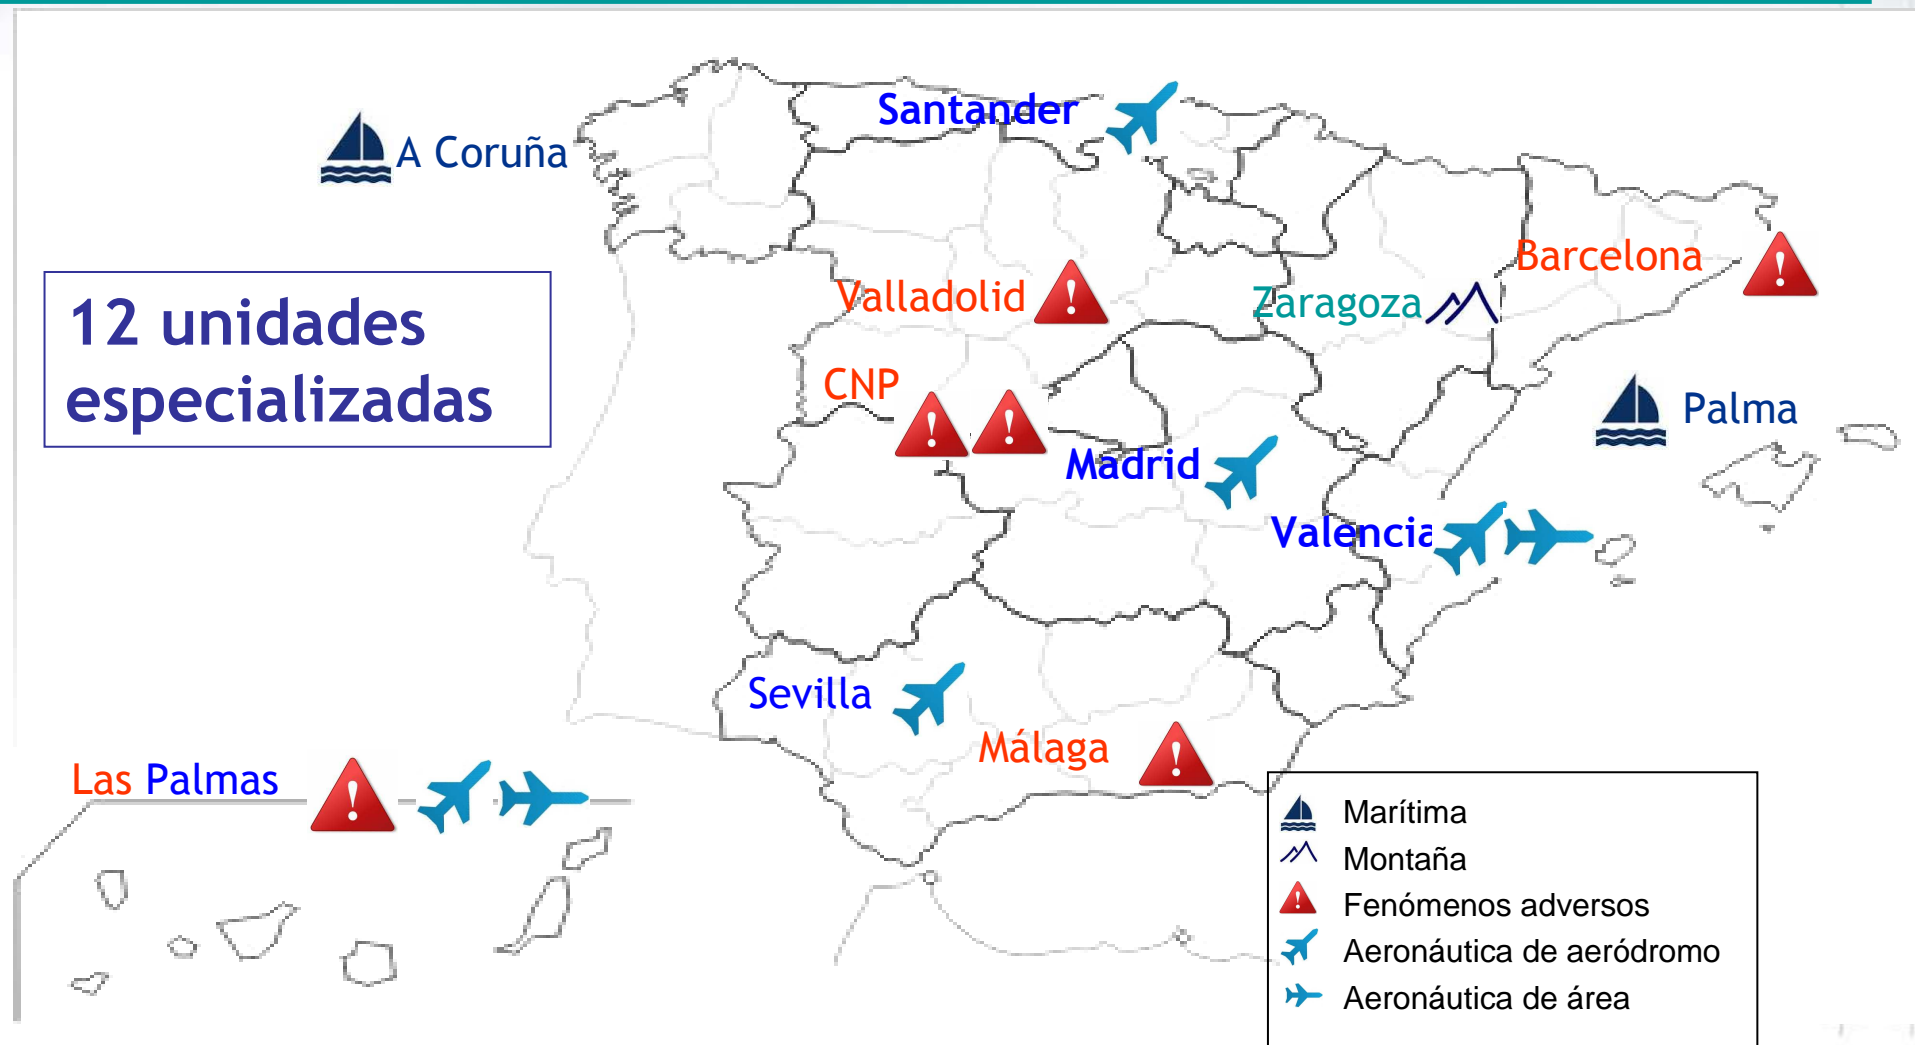 Santander
A Coruña
Barcelona
Valladolid
Zaragoza
12 unidades
especializadas
CNP
Palma
Madrid
Valencia
Sevilla
Málaga
Las Palmas
Marítima
Montaña
Fenómenos adversos
Aeronáutica de aeródromo
Aeronáutica de área